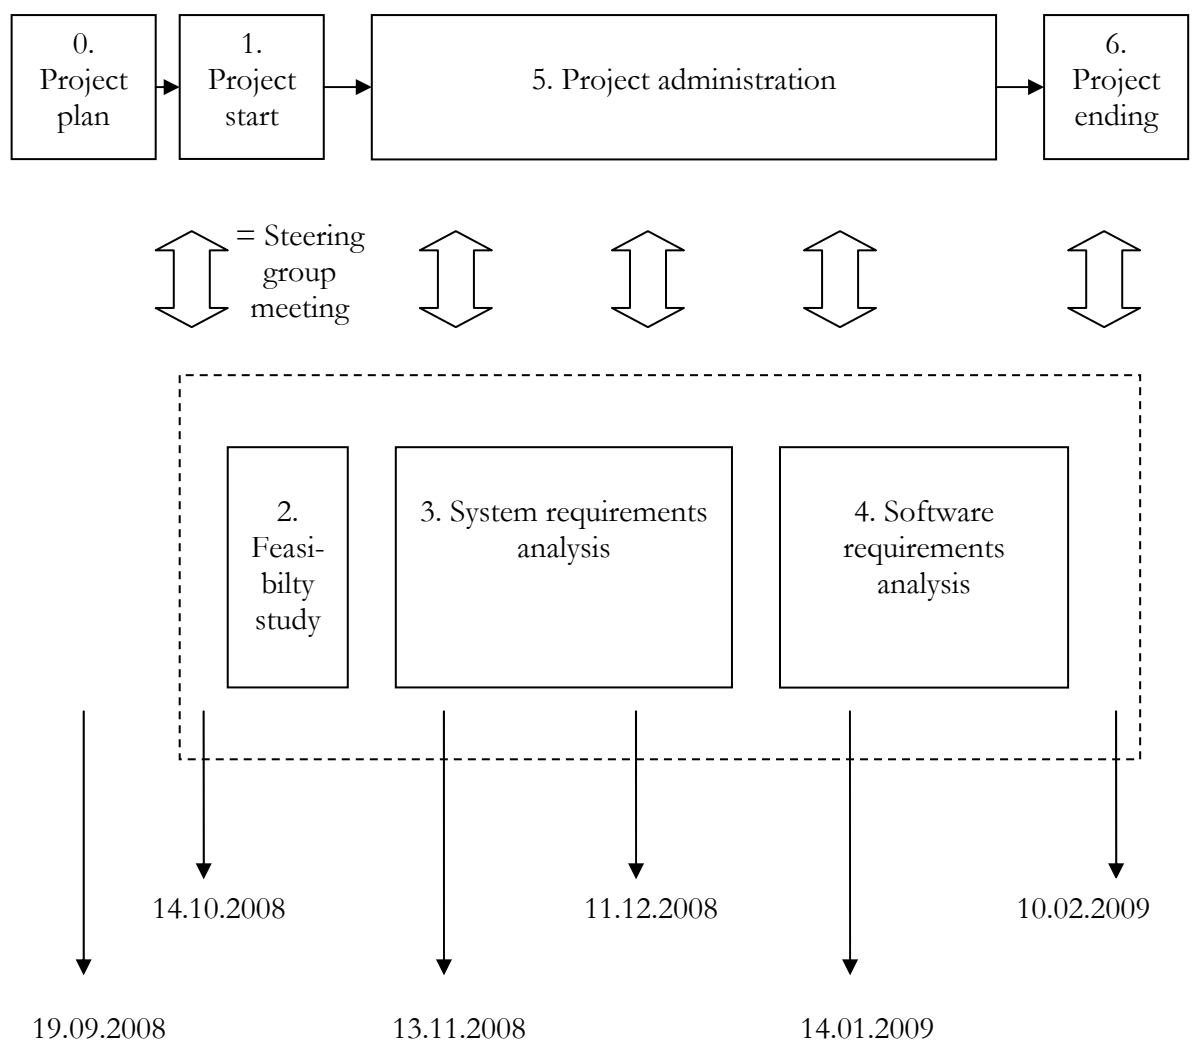 0.
Project
plan
1.
Project
start
5. Project administration
6.
Project
ending
= Steering
group
meeting
2.
Feasi-
bilty
study
3. System requirements
analysis
4. Software
requirements
analysis
14.10.2008
11.12.2008
10.02.2009
19.09.2008
13.11.2008
14.01.2009